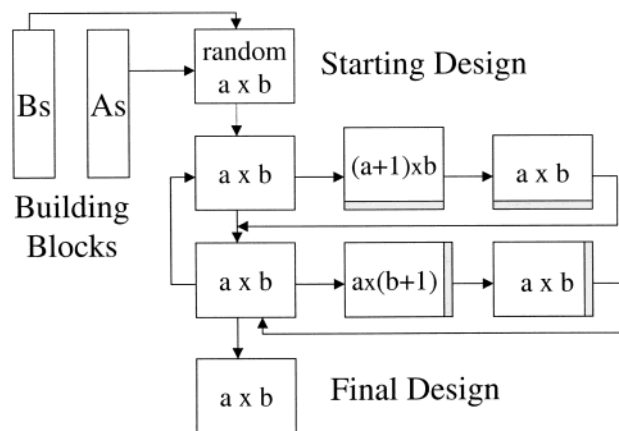 random
a x b
Starting Design
Bs
As
a x b
(a+1)xb
a x b
Building
Blocks
a x b
ax(b+1)
a x b
a x b
Final Design